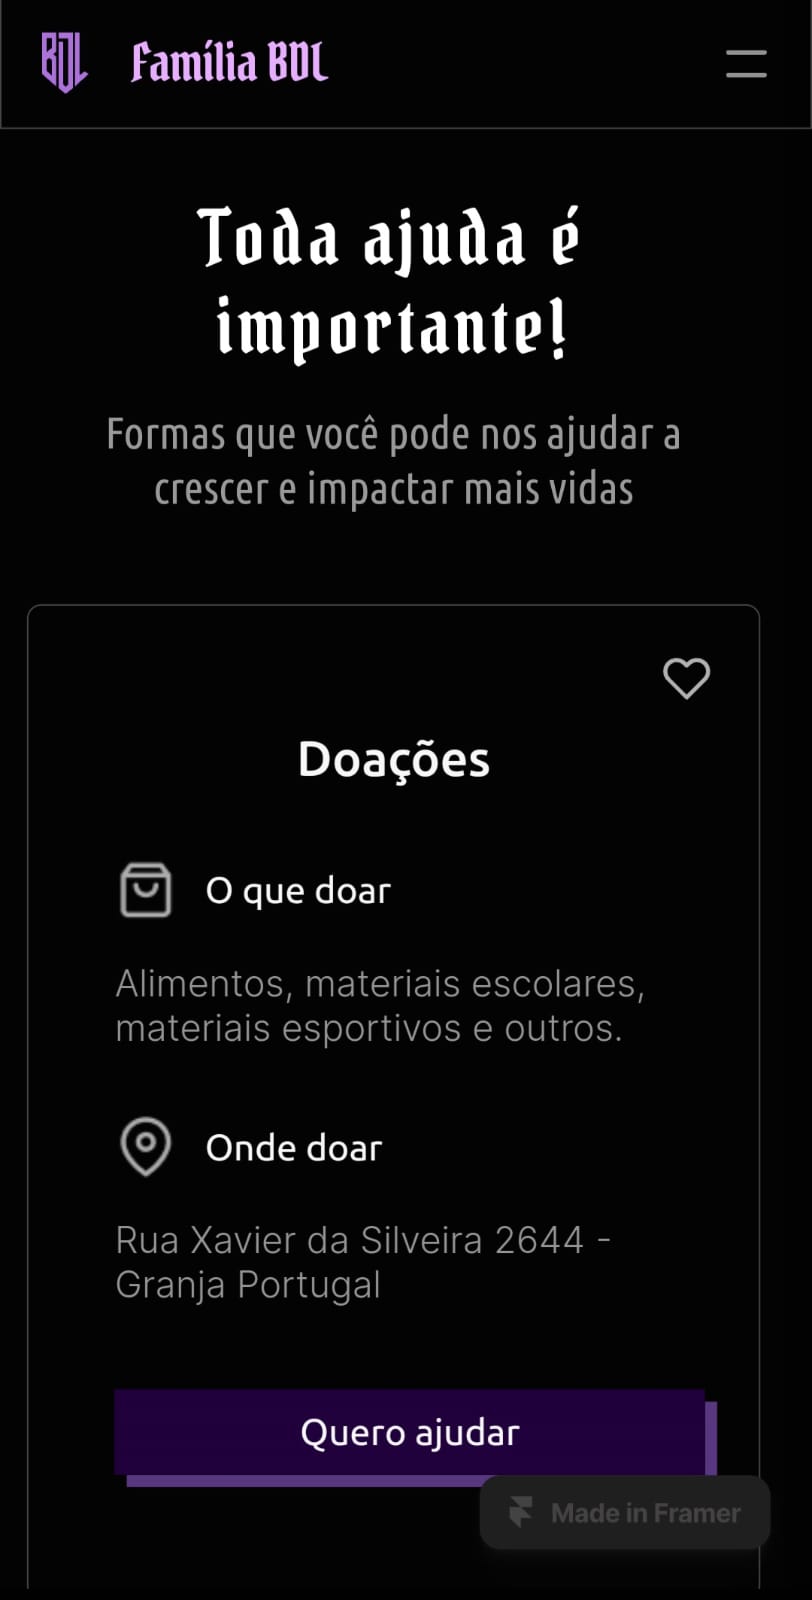 BDL
Família BDL
Toda ajuda é
importante!
Formas que você pode nos ajudar a
crescer e impactar mais vidas
Doações
O que doar
Alimentos, materiais escolares,
materiais esportivos e outros.
Onde doar
Rua Xavier da Silveira 2644 -
Granja Portugal
Quero ajudar
Made in Framer